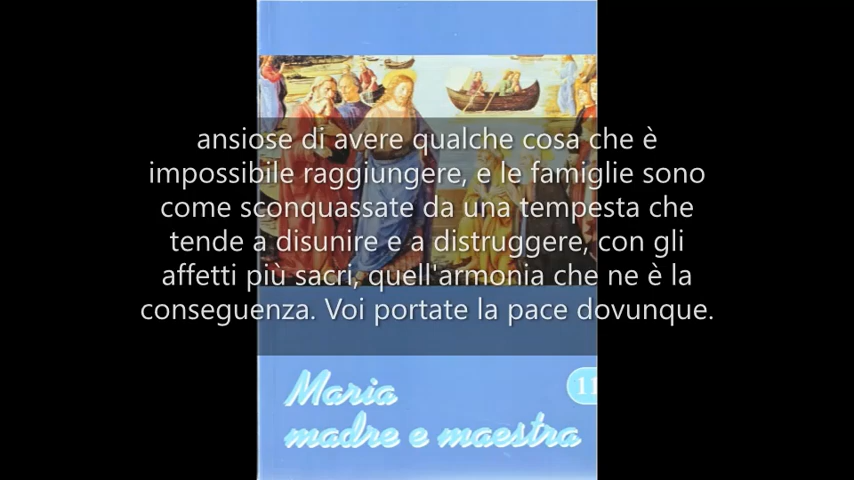 ansiose di avere qualche cosa che è
impossibile raggiungere, e le famiglie sono
come sconquassate da una tempesta che
tende a disunire e a distruggere, con gli
affetti più sacri, quell'armonia che ne è la
conseguenza. Voi portate la pace dovunque.
Maria
11
madre e maestra